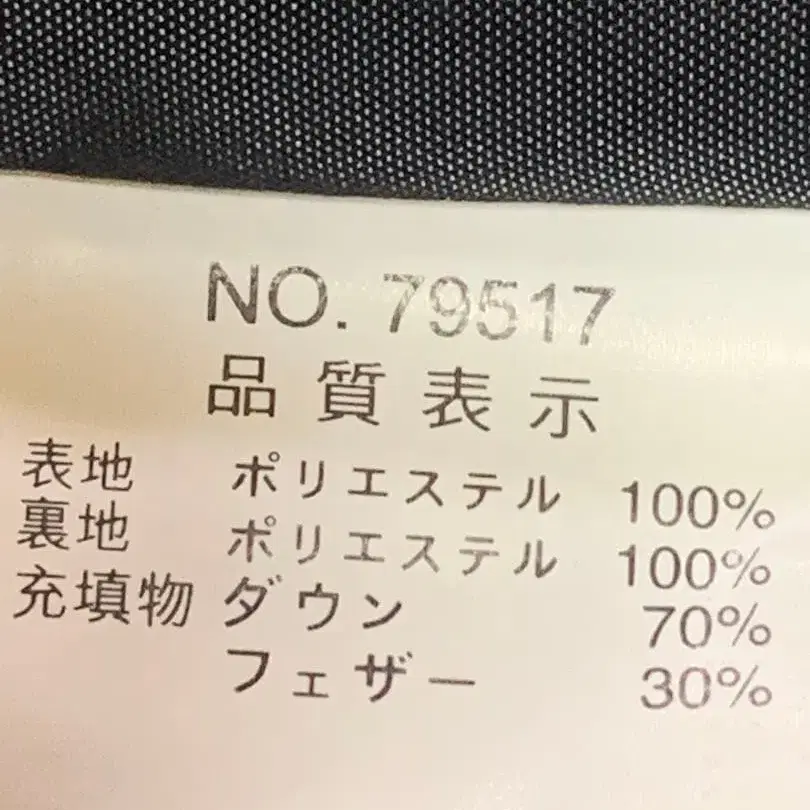 NO. 79517
品質表示
表地 ポリエステル 100%
裏地 ポリエステル 100%
充填物 ダウン 70%
フェザー 30%